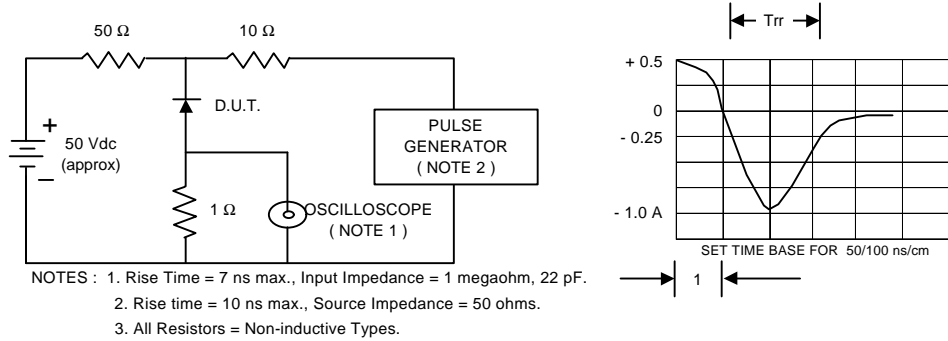 50 Ω
10 Ω
D.U.T.
+
50 Vdc
(approx)
−
1 Ω
OSCILLOSCOPE
( NOTE 1 )
PULSE
GENERATOR
( NOTE 2 )
NOTES : 1. Rise Time = 7 ns max., Input Impedance = 1 megaohm, 22 pF.
2. Rise time = 10 ns max., Source Impedance = 50 ohms.
3. All Resistors = Non-inductive Types.
Trr
+ 0.5
0
- 0.25
- 1.0 A
SET TIME BASE FOR 50/100 ns/cm
1